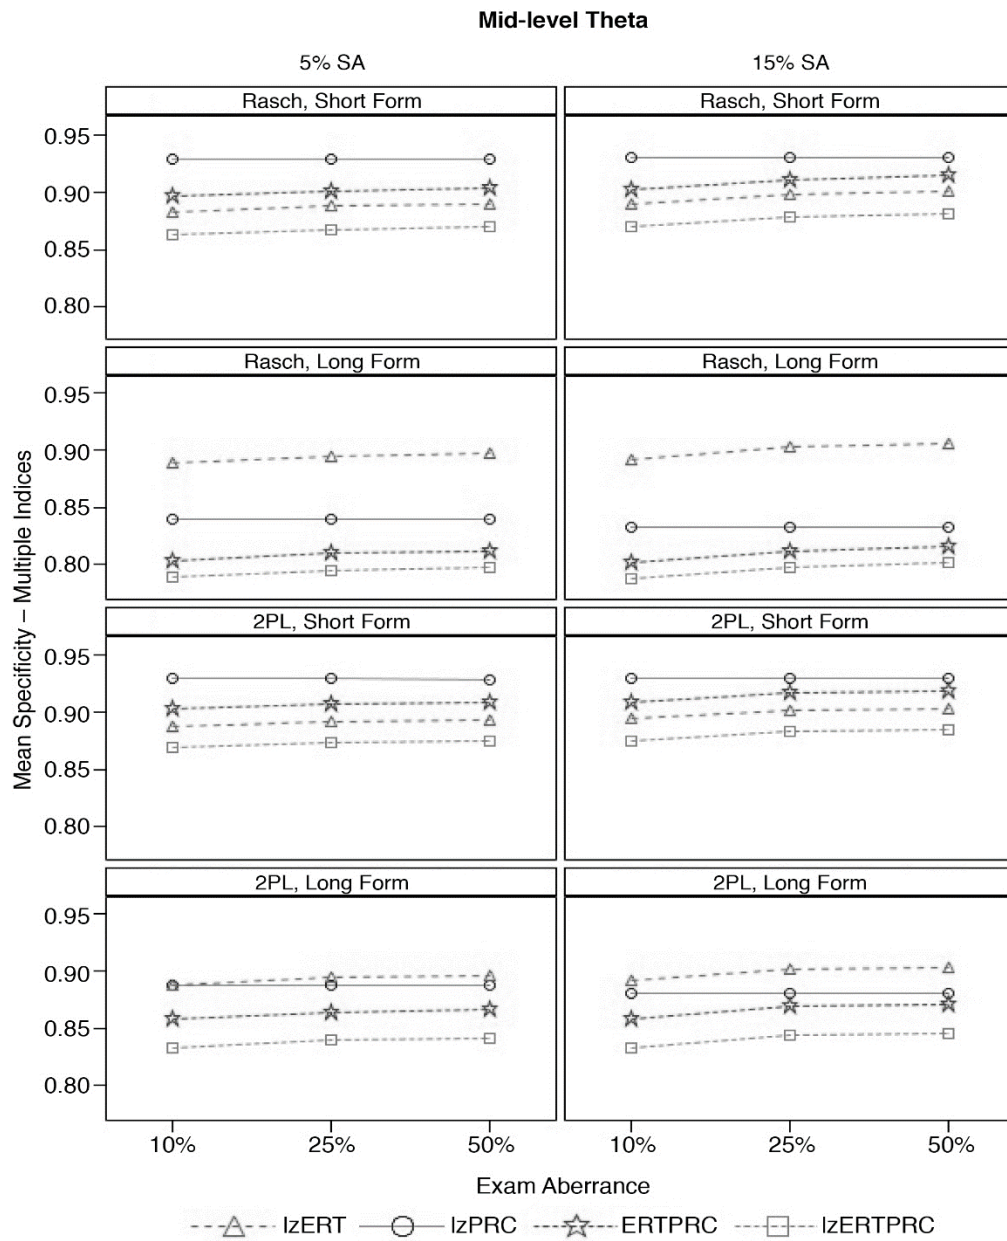 Mid-level Theta
5% SA
15% SA
Rasch, Short Form
Rasch, Short Form
0.95
0.90
0.85
0.80
Rasch, Long Form
Rasch, Long Form
0.95
0.90
0.85
0.80
Mean Specificity – Multiple Indices
2PL, Short Form
2PL, Short Form
0.95
0.90
0.85
0.80
2PL, Long Form
2PL, Long Form
0.95
0.90
0.85
0.80
10%
25%
50%
10%
25%
50%
Exam Aberrance
lzERT
lzPRC
ERTPRC
lzERTPRC